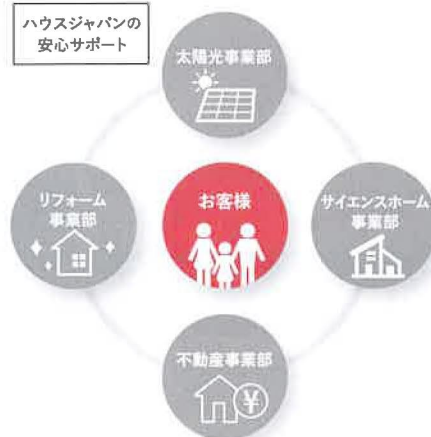 ハウスジャパンの
安心サポート
太陽光事業部
リフォーム
事業部
お客様
サイエンスホーム
事業部
不動産事業部
¥